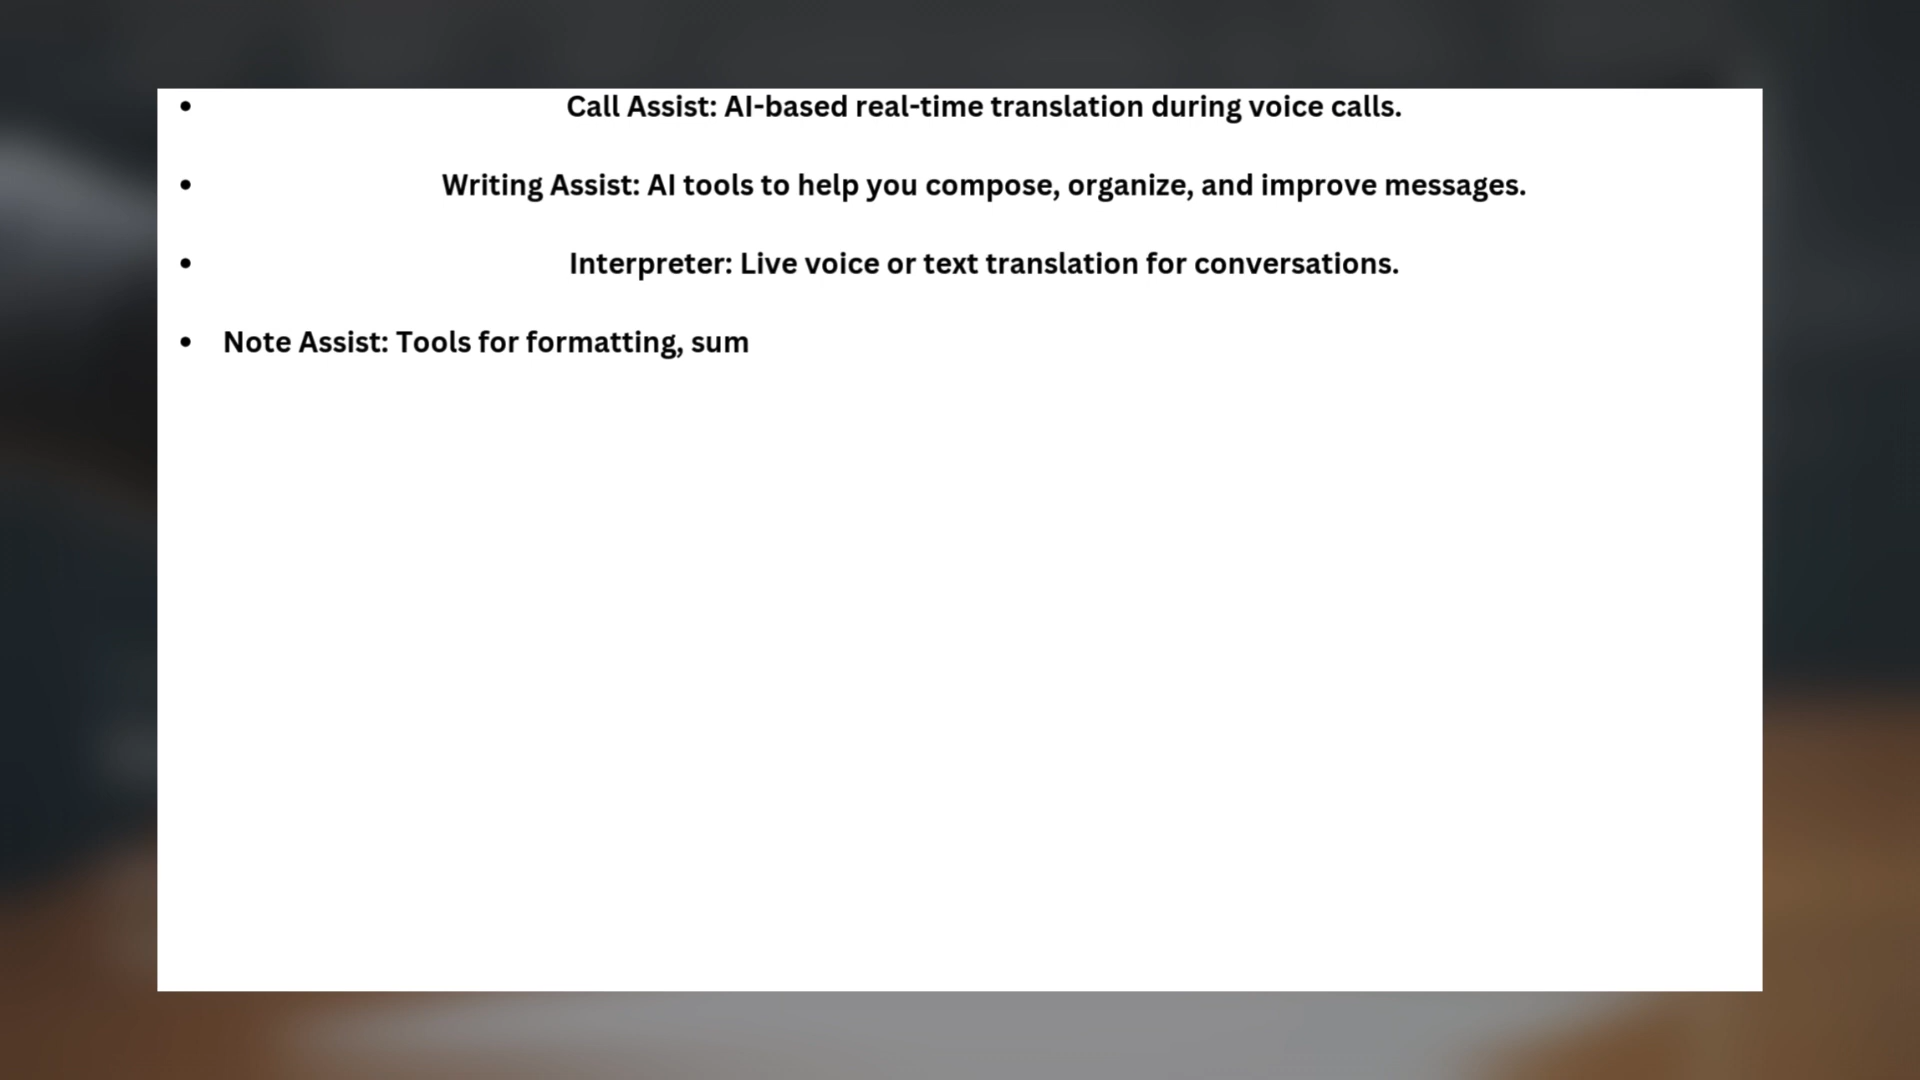 • Call Assist: AI-based real-time translation during voice calls.
• Writing Assist: AI tools to help you compose, organize, and improve messages.
• Interpreter: Live voice or text translation for conversations.
• Note Assist: Tools for formatting, sum